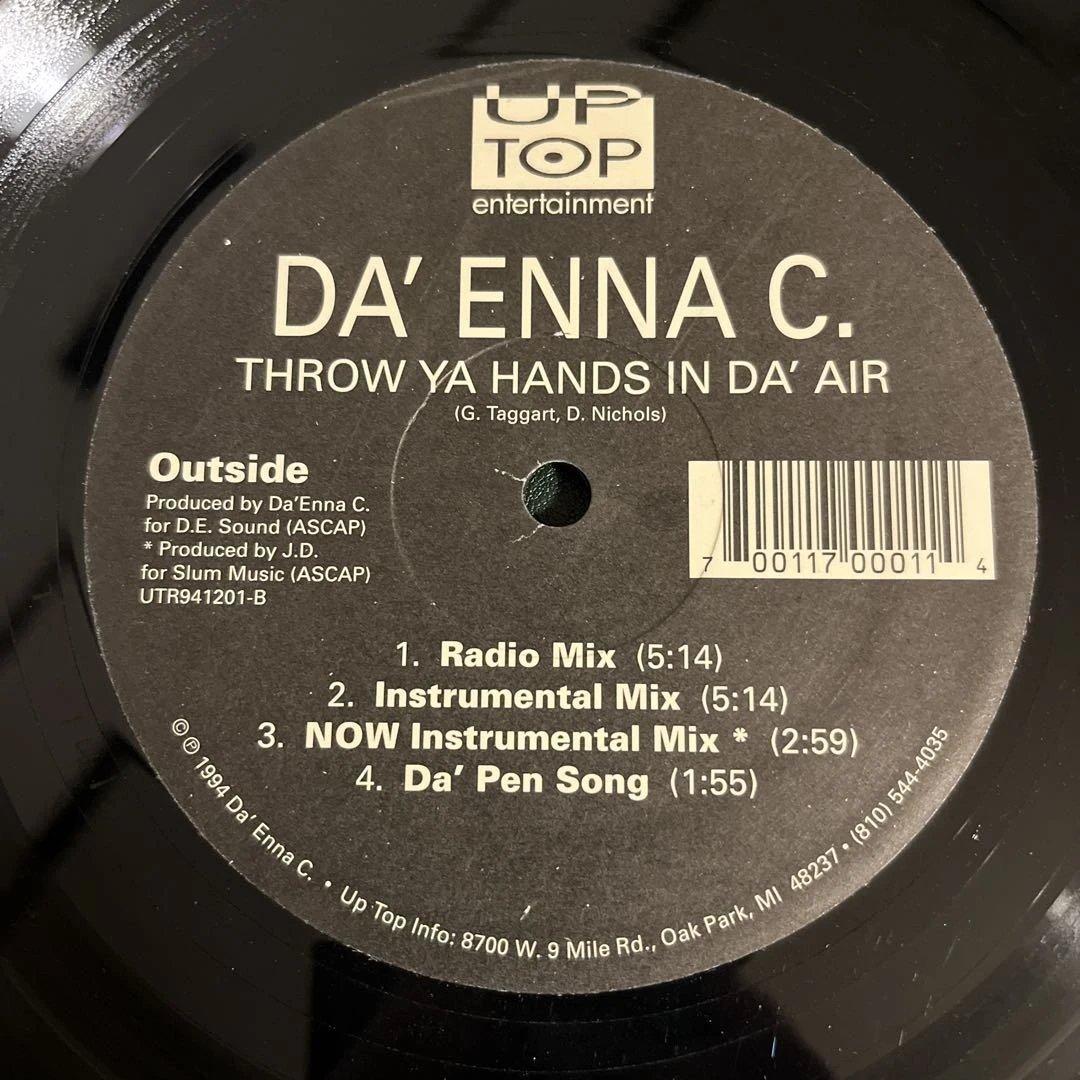 UP
TOP
entertainment
DA' ENNA C.
THROW YA HANDS IN DA' AIR
(G. Taggart, D. Nichols)
Outside
Produced by Da'Enna C.
for D.E. Sound (ASCAP)
* Produced by J.D.
for Slum Music (ASCAP)
UTR941201-B
7 00117 00011 4
1. Radio Mix (5:14)
2. Instrumental Mix (5:14)
3. NOW Instrumental Mix * (2:59)
4. Da' Pen Song (1:55)
© ℗ 1994 Da' Enna C. • Up Top Info: 8700 W. 9 Mile Rd., Oak Park, MI 48237 • (810) 544-4035